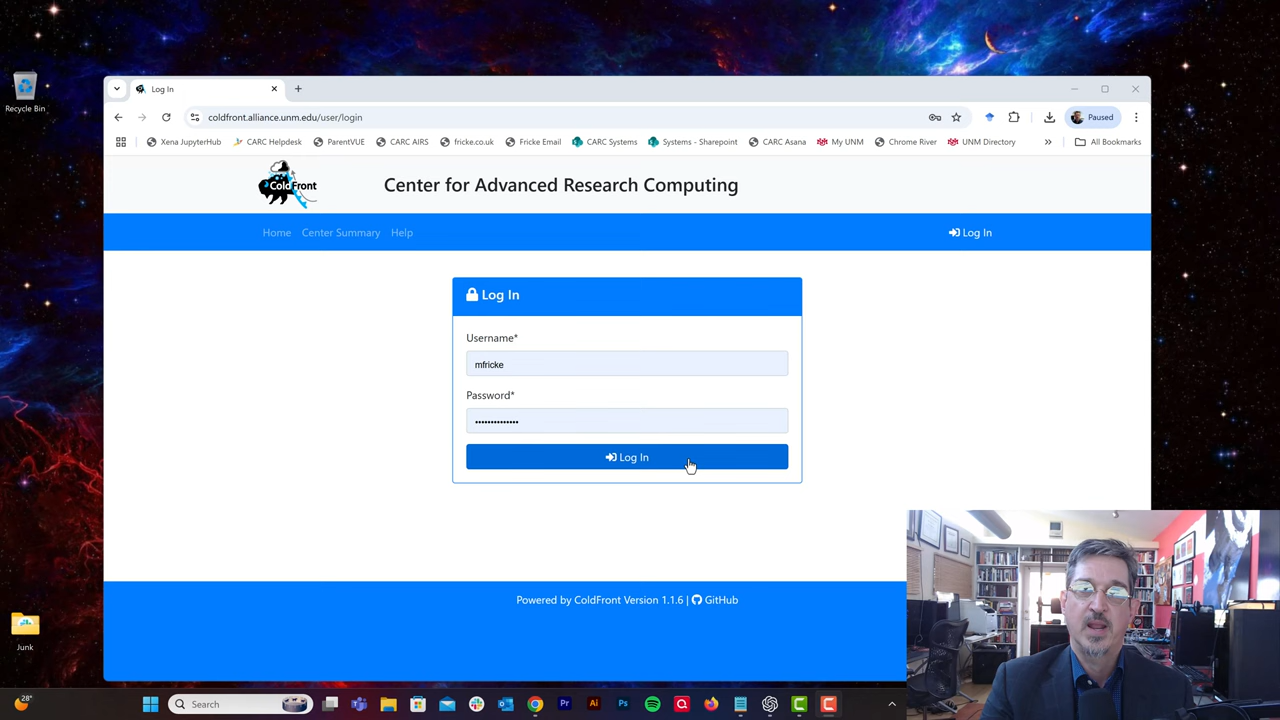 Recycle Bin
Log In
coldfront.alliance.unm.edu/user/login
Paused
Xena JupyterHub
CARC Helpdesk
ParentVUE
CARC AIRS
fricke.co.uk
Fricke Email
CARC Systems
Systems - Sharepoint
CARC Asana
My UNM
Chrome River
UNM Directory
All Bookmarks
ColdFront
Center for Advanced Research Computing
Home
Center Summary
Help
Log In
Log In
Username*
mfricke
Password*
••••••••••••••
Log In
Powered by ColdFront Version 1.1.6 | GitHub
Junk
28°
Search